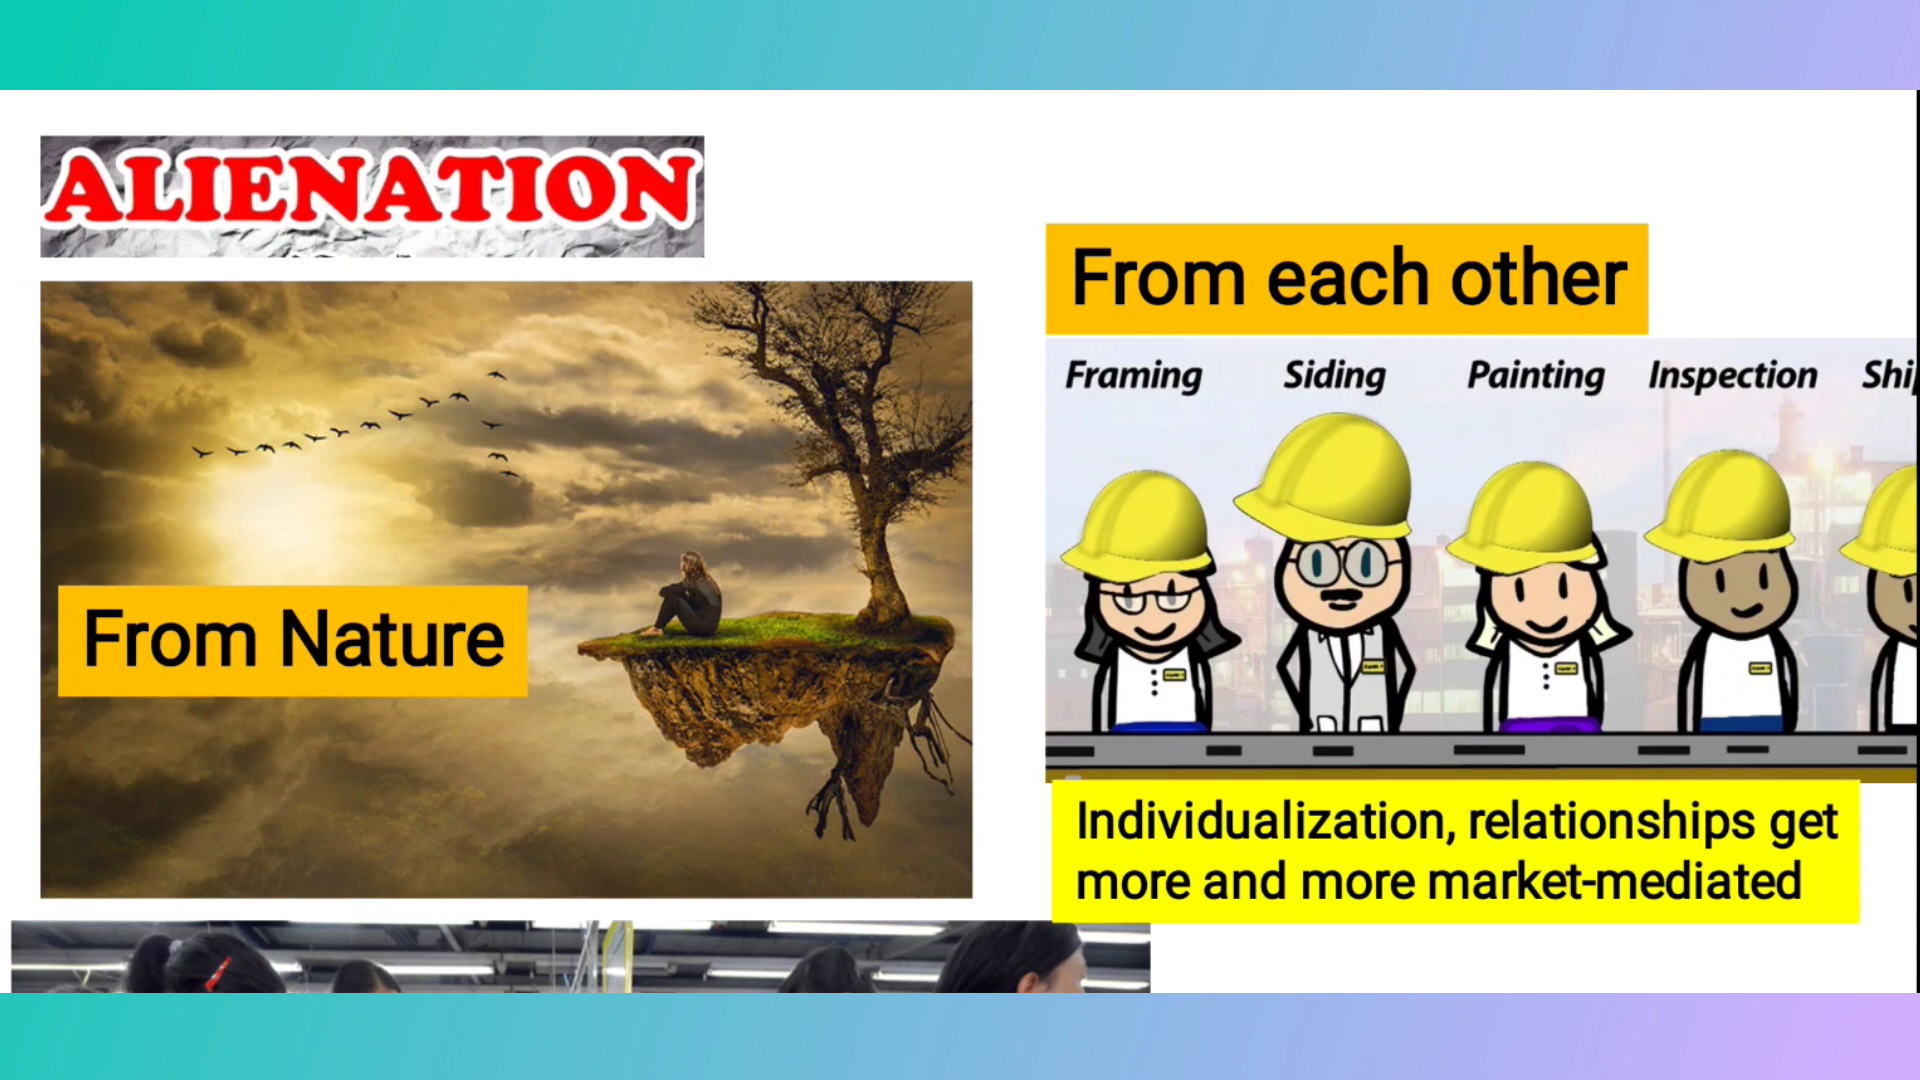 ALIENATION
From Nature
From each other
Framing Siding Painting Inspection
Individualization, relationships get
more and more market-mediated